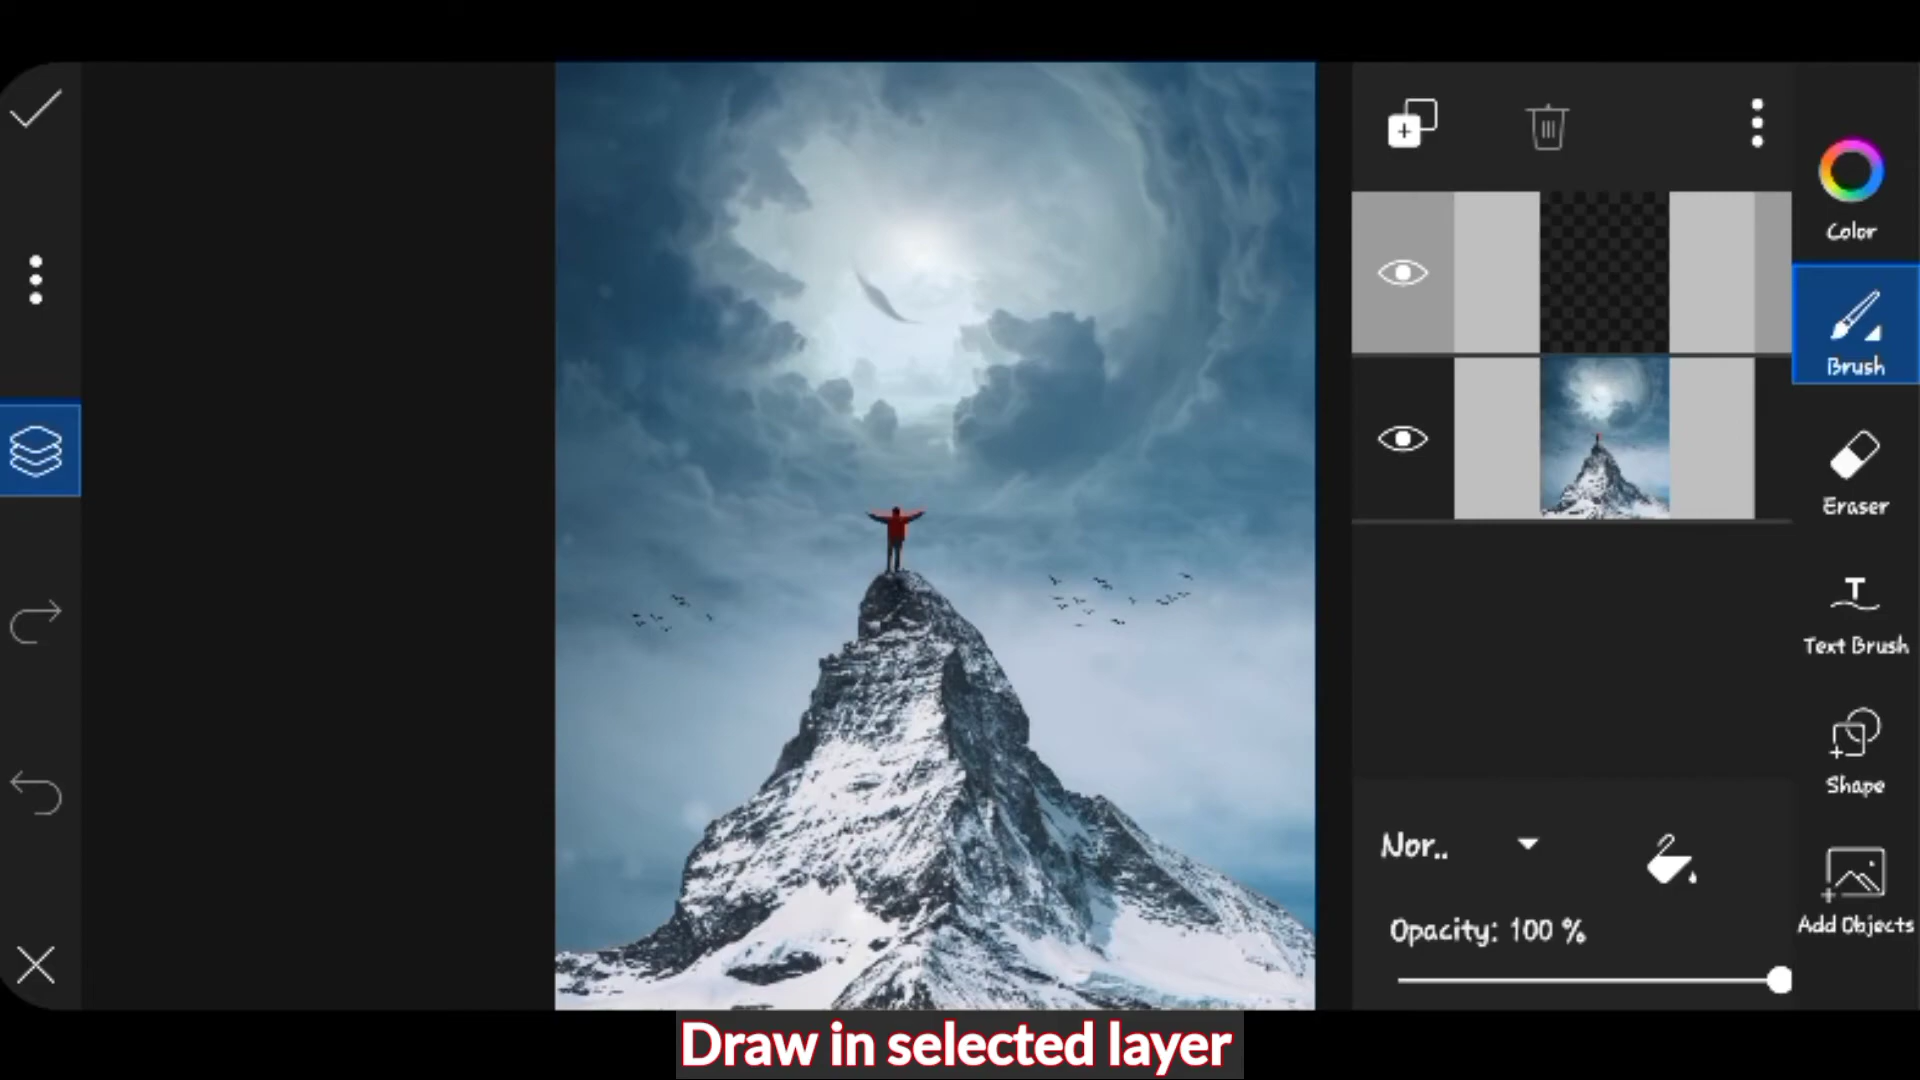 Color
Brush
Eraser
Text Brush
Shape
Add Objects
Nor..
Opacity: 100 %
Draw in selected layer